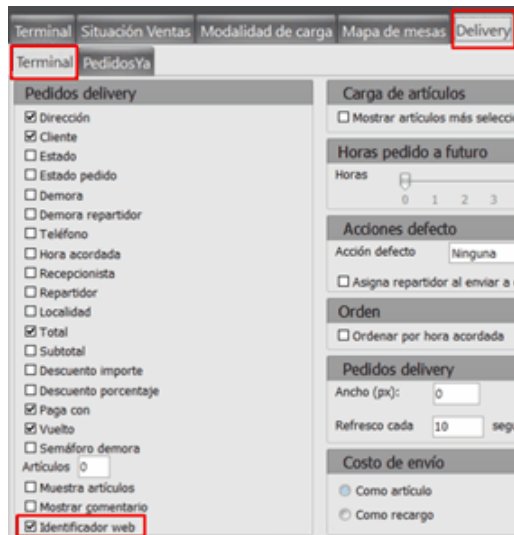 Terminal Situación Ventas Modalidad de carga Mapa de mesas Delivery
Terminal PedidosYa
Pedidos delivery
Dirección
Cliente
Estado
Estado pedido
Demora
Demora repartidor
Teléfono
Hora acordada
Recepcionista
Repartidor
Localidad
Total
Subtotal
Descuento importe
Descuento porcentaje
Paga con
Vuelto
Semáforo demora
Artículos 0
Muestra artículos
Mostrar comentario
Identificador web
Carga de artículos
Mostrar artículos más selecci
Horas pedido a futuro
Horas
0 1 2 3
Acciones defecto
Acción defecto Ninguna
Asigna repartidor al enviar a
Orden
Ordenar por hora acordada
Pedidos delivery
Ancho (px): 0
Refresco cada 10 segu
Costo de envío
Como artículo
Como recargo